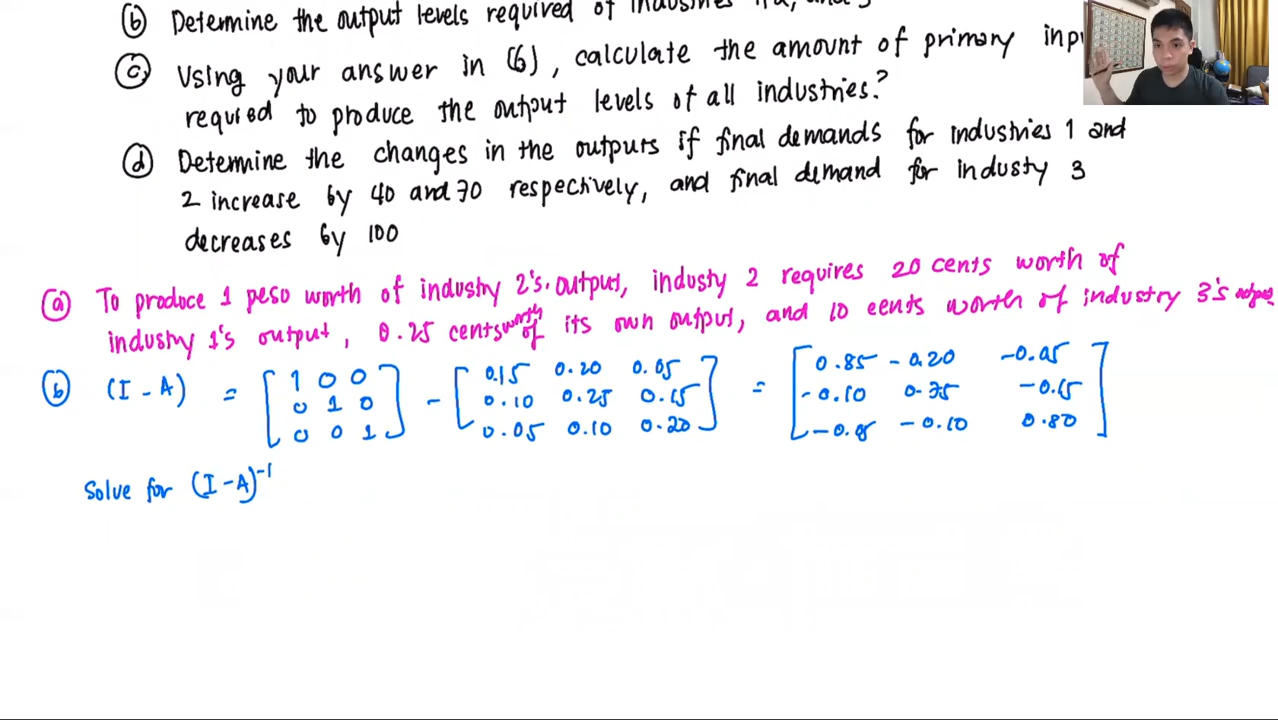 (b) Determine the output levels required of industries 1, 2, and 3
(c) Using your answer in (b), calculate the amount of primary inpu
required to produce the output levels of all industries?
(d) Determine the changes in the outputs if final demands for industries 1 and
2 increase by 40 and 70 respectively, and final demand for industy 3
decreases by 100
(a) To produce 1 peso worth of industry 2's output, industy 2 requires 20 cents worth of
industry 1's output, 0.25 cents worth of its own output, and 10 cents worth of industry 3's output
(b) (I - A) = [1 0 0 - [0.15 0.20 0.05 = [0.85 -0.20 -0.05
0 1 0 0.10 0.25 0.15 -0.10 0.75 -0.15
0 0 1] 0.05 0.10 0.20] -0.05 -0.10 0.80]
Solve for (I - A)⁻¹